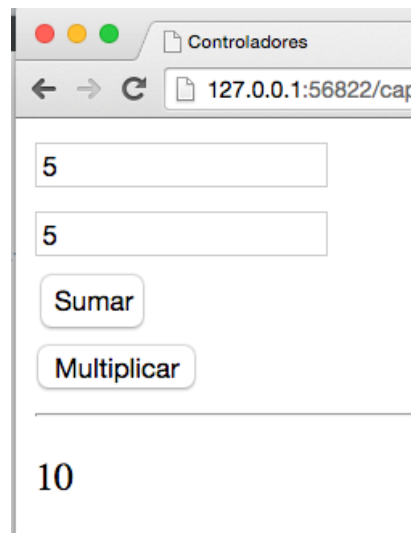 Controladores
127.0.0.1:56822/cap
5
5
Sumar
Multiplicar
10